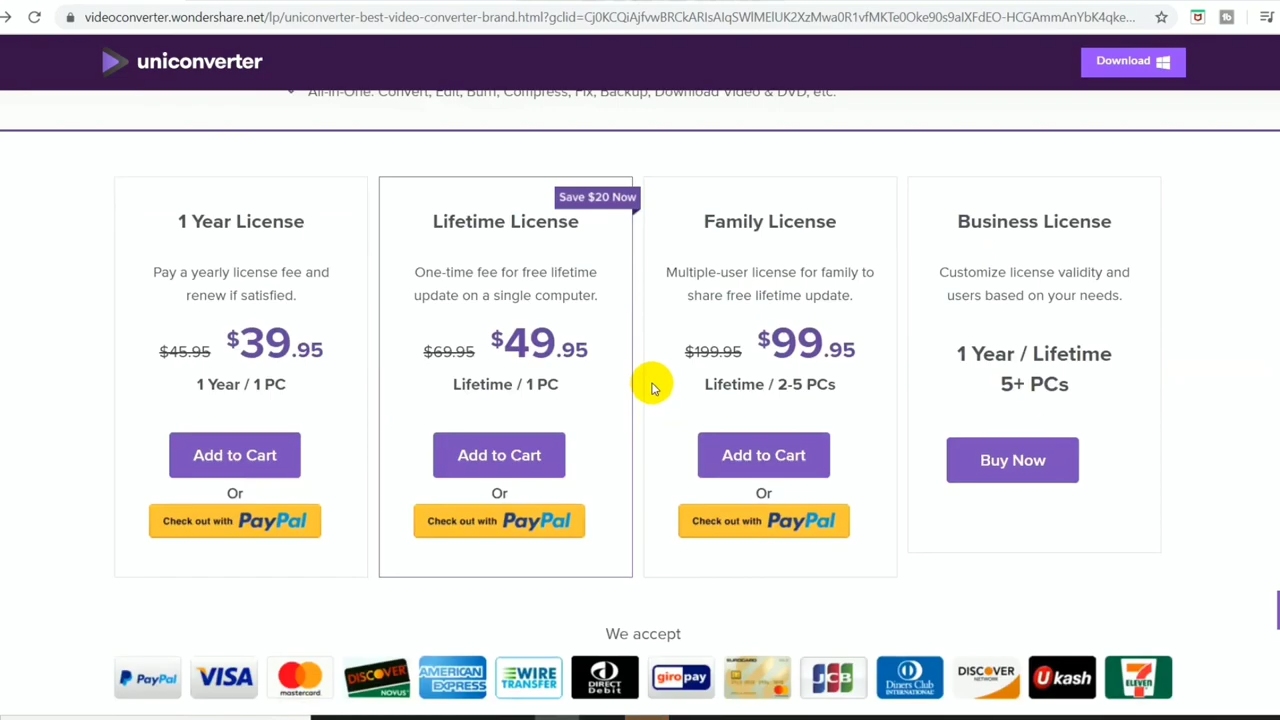 videoconverter.wondershare.net/lp/uniconverter-best-video-converter-brand.html?gclid=Cj0KCQiAjfvwBRCkARIsAIqSWlMElUK2XzMwa0R1vfMKTe0Oke90s9aIXFdEO-HCGAmmAnYbK4qke...
uniconverter
Download
All-in-One: Convert, Edit, Burn, Compress, Fix, Backup, Download Video & DVD, etc.
Save $20 Now
1 Year License
Pay a yearly license fee and
renew if satisfied.
$45.95 $39.95
1 Year / 1 PC
Add to Cart
Or
Check out with PayPal
Lifetime License
One-time fee for free lifetime
update on a single computer.
$69.95 $49.95
Lifetime / 1 PC
Add to Cart
Or
Check out with PayPal
Family License
Multiple-user license for family to
share free lifetime update.
$199.95 $99.95
Lifetime / 2-5 PCs
Add to Cart
Or
Check out with PayPal
Business License
Customize license validity and
users based on your needs.
1 Year / Lifetime
5+ PCs
Buy Now
We accept
PayPal
VISA
mastercard
DISCOVER
NOVUS
AMERICAN
EXPRESS
WIRE
TRANSFER
DIRECT
Debit
giropay
EUROCARD
JCB
Diners Club
INTERNATIONAL
DISCOVER
NETWORK
Ukash
7
ELEVEN